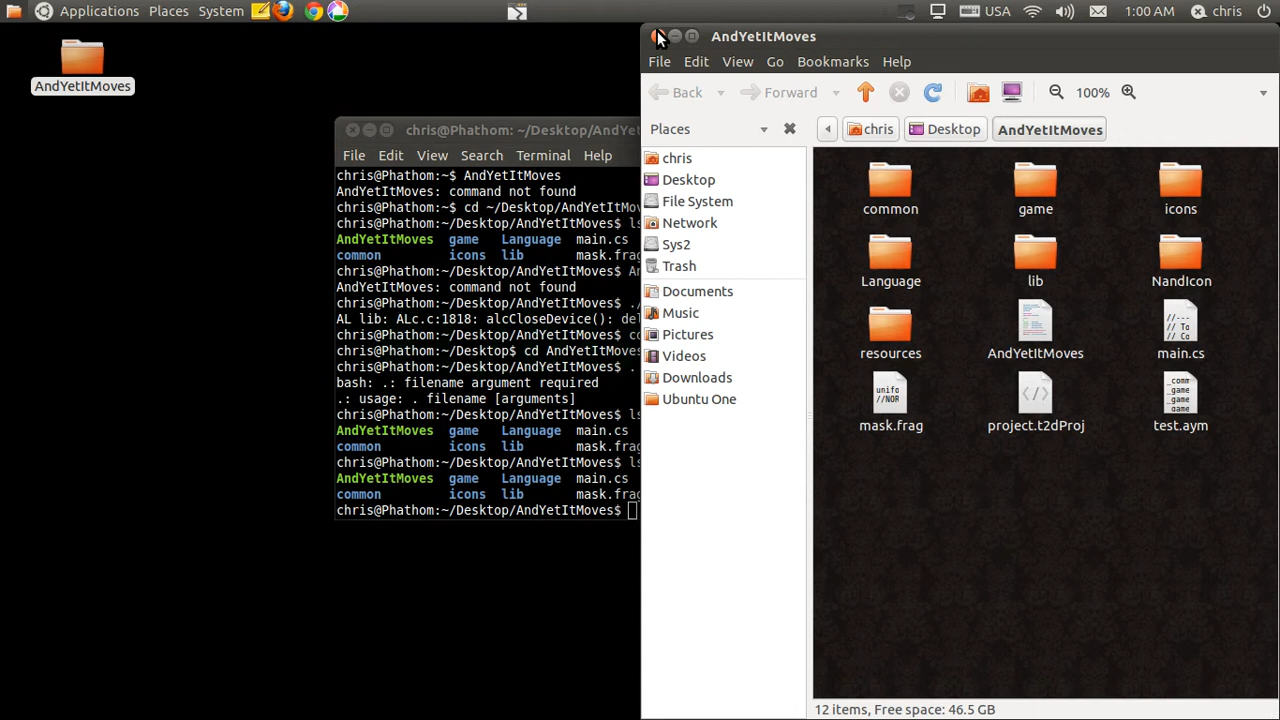 Applications Places System USA 1:00 AM chris
AndYetItMoves
chris@Phathom: ~/Desktop/AndYet
File Edit View Search Terminal Help
chris@Phathom:~$ AndYetItMoves
AndYetItMoves: command not found
chris@Phathom:~$ cd ~/Desktop/AndYetItMov
chris@Phathom:~/Desktop/AndYetItMoves$ ls
AndYetItMoves game Language main.cs
common icons lib mask.frag
chris@Phathom:~/Desktop/AndYetItMoves$ An
AndYetItMoves: command not found
chris@Phathom:~/Desktop/AndYetItMoves$ ./
AL lib: ALc.c:1818: alcCloseDevice(): del
chris@Phathom:~/Desktop/AndYetItMoves$ cd
chris@Phathom:~/Desktop$ cd AndYetItMoves
chris@Phathom:~/Desktop/AndYetItMoves$ .
bash: .: filename argument required
.: usage: . filename [arguments]
chris@Phathom:~/Desktop/AndYetItMoves$ ls
AndYetItMoves game Language main.cs
common icons lib mask.frag
chris@Phathom:~/Desktop/AndYetItMoves$ ls
AndYetItMoves game Language main.cs
common icons lib mask.frag
chris@Phathom:~/Desktop/AndYetItMoves$
AndYetItMoves
File Edit View Go Bookmarks Help
Back Forward 100%
Places chris Desktop AndYetItMoves
chris
Desktop
File System
Network
Sys2
Trash
Documents
Music
Pictures
Videos
Downloads
Ubuntu One
common game icons
Language lib NandIcon
resources AndYetItMoves main.cs
mask.frag project.t2dProj test.aym
12 items, Free space: 46.5 GB